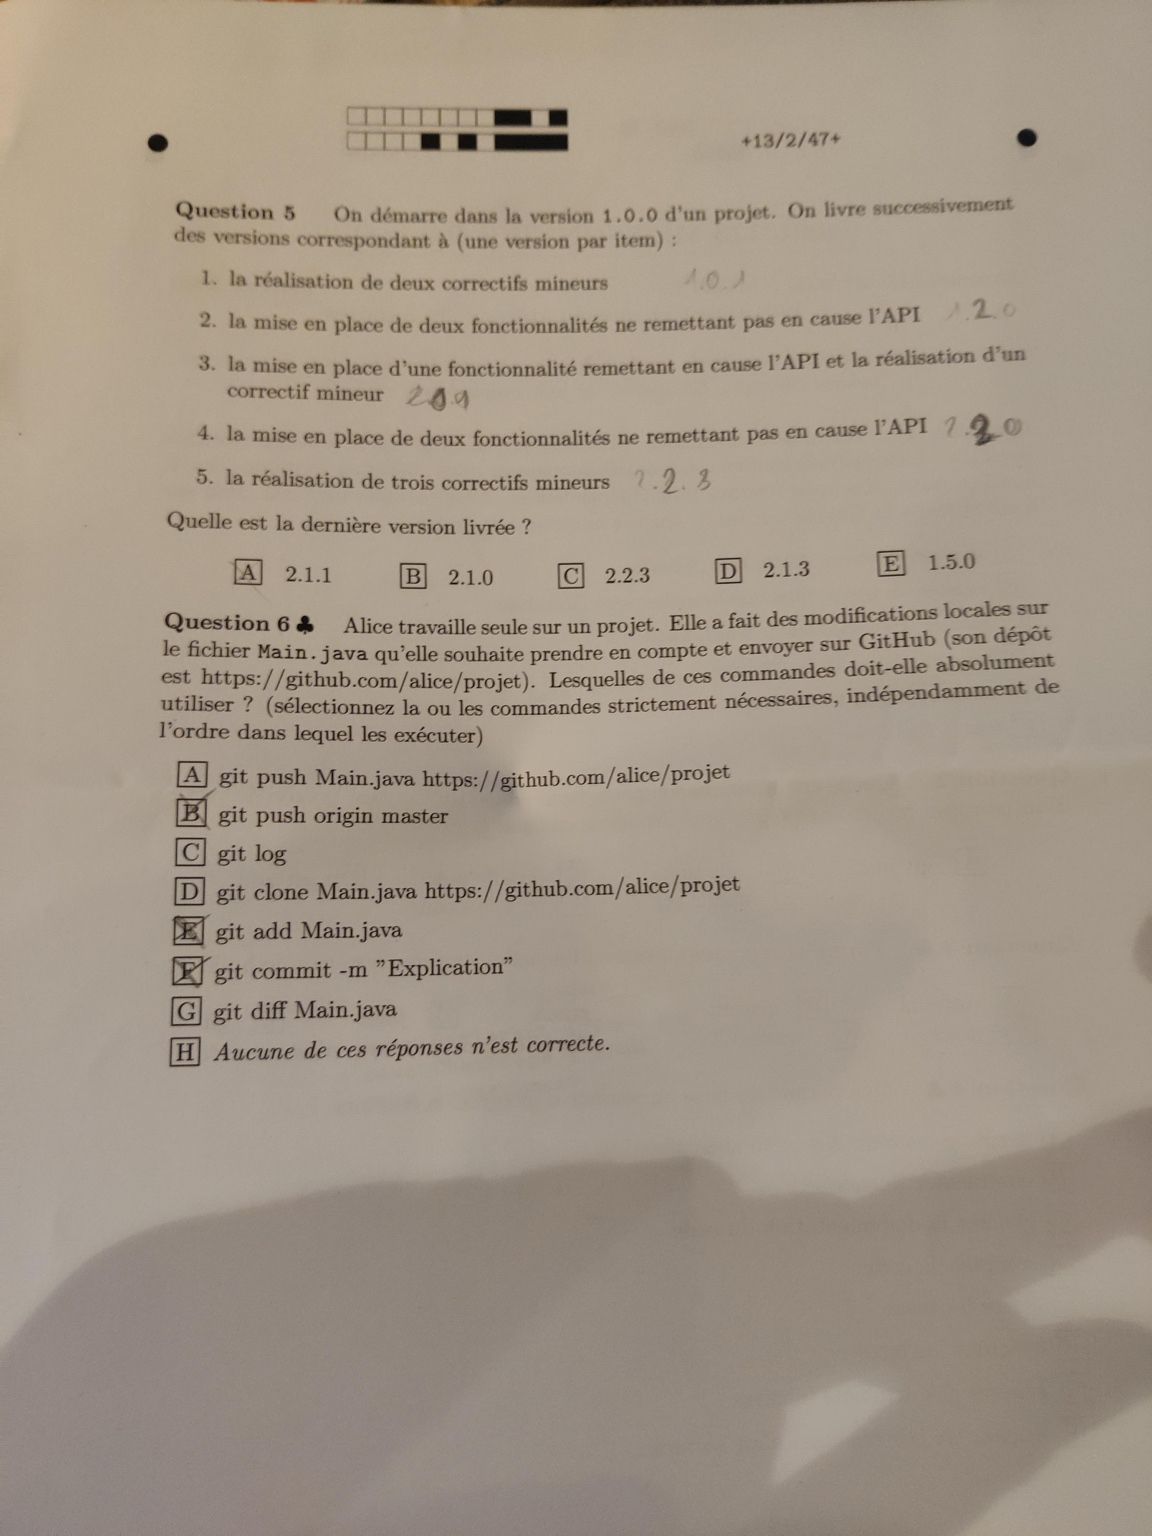 +13/2/47+
Question 5 On démarre dans la version 1.0.0 d'un projet. On livre successivement
des versions correspondant à (une version par item) :
1. la réalisation de deux correctifs mineurs 1.0.1
2. la mise en place de deux fonctionnalités ne remettant pas en cause l'API 1.2.0
3. la mise en place d'une fonctionnalité remettant en cause l'API et la réalisation d'un
correctif mineur
4. la mise en place de deux fonctionnalités ne remettant pas en cause l'API 2.2.0
5. la réalisation de trois correctifs mineurs 2.2.3
Quelle est la dernière version livrée ?
A 2.1.1 B 2.1.0 C 2.2.3 D 2.1.3 E 1.5.0
Question 6 ♣ Alice travaille seule sur un projet. Elle a fait des modifications locales sur
le fichier Main.java qu'elle souhaite prendre en compte et envoyer sur GitHub (son dépôt
est https://github.com/alice/projet). Lesquelles de ces commandes doit-elle absolument
utiliser ? (sélectionnez la ou les commandes strictement nécessaires, indépendamment de
l'ordre dans lequel les exécuter)
A git push Main.java https://github.com/alice/projet
B git push origin master
C git log
D git clone Main.java https://github.com/alice/projet
E git add Main.java
F git commit -m "Explication"
G git diff Main.java
H Aucune de ces réponses n'est correcte.